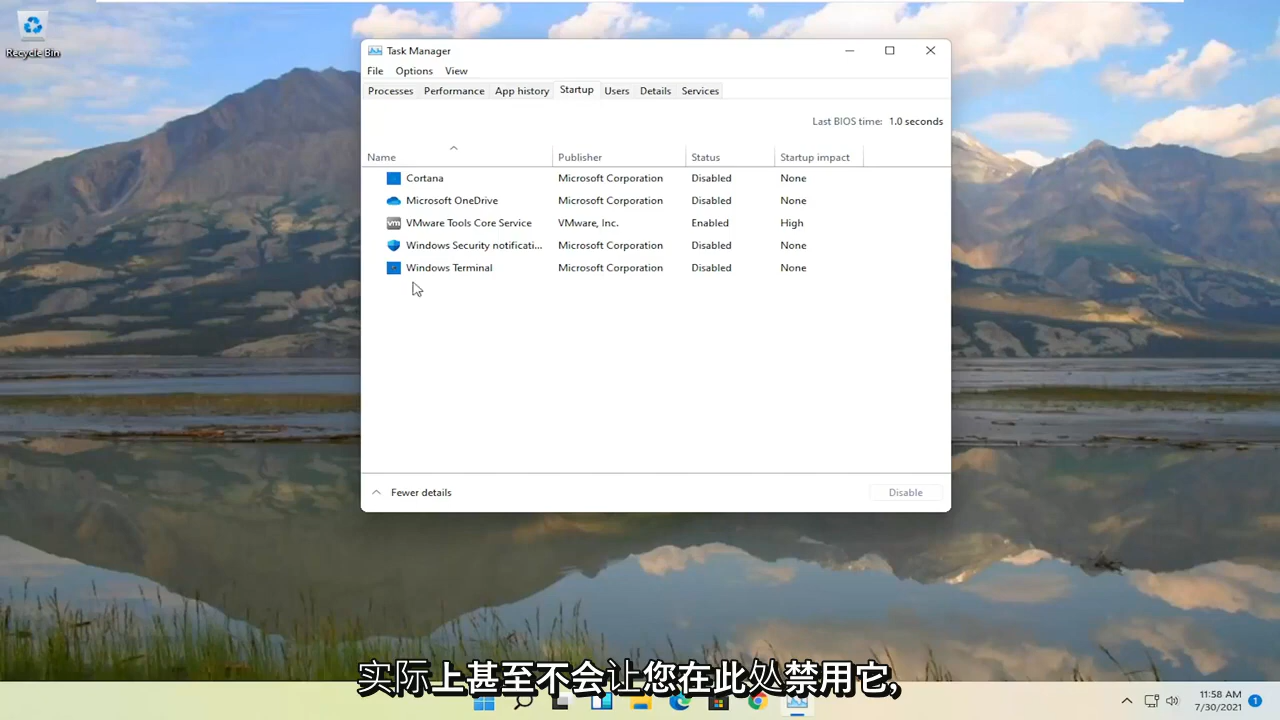 Recycle Bin
Task Manager
File Options View
Processes Performance App history Startup Users Details Services
Last BIOS time: 1.0 seconds
Name Publisher Status Startup impact
Cortana Microsoft Corporation Disabled None
Microsoft OneDrive Microsoft Corporation Disabled None
vm VMware Tools Core Service VMware, Inc. Enabled High
Windows Security notificati... Microsoft Corporation Disabled None
Windows Terminal Microsoft Corporation Disabled None
Fewer details Disable
实际上甚至不会让您在此处禁用它,
11:58 AM
7/30/2021
1